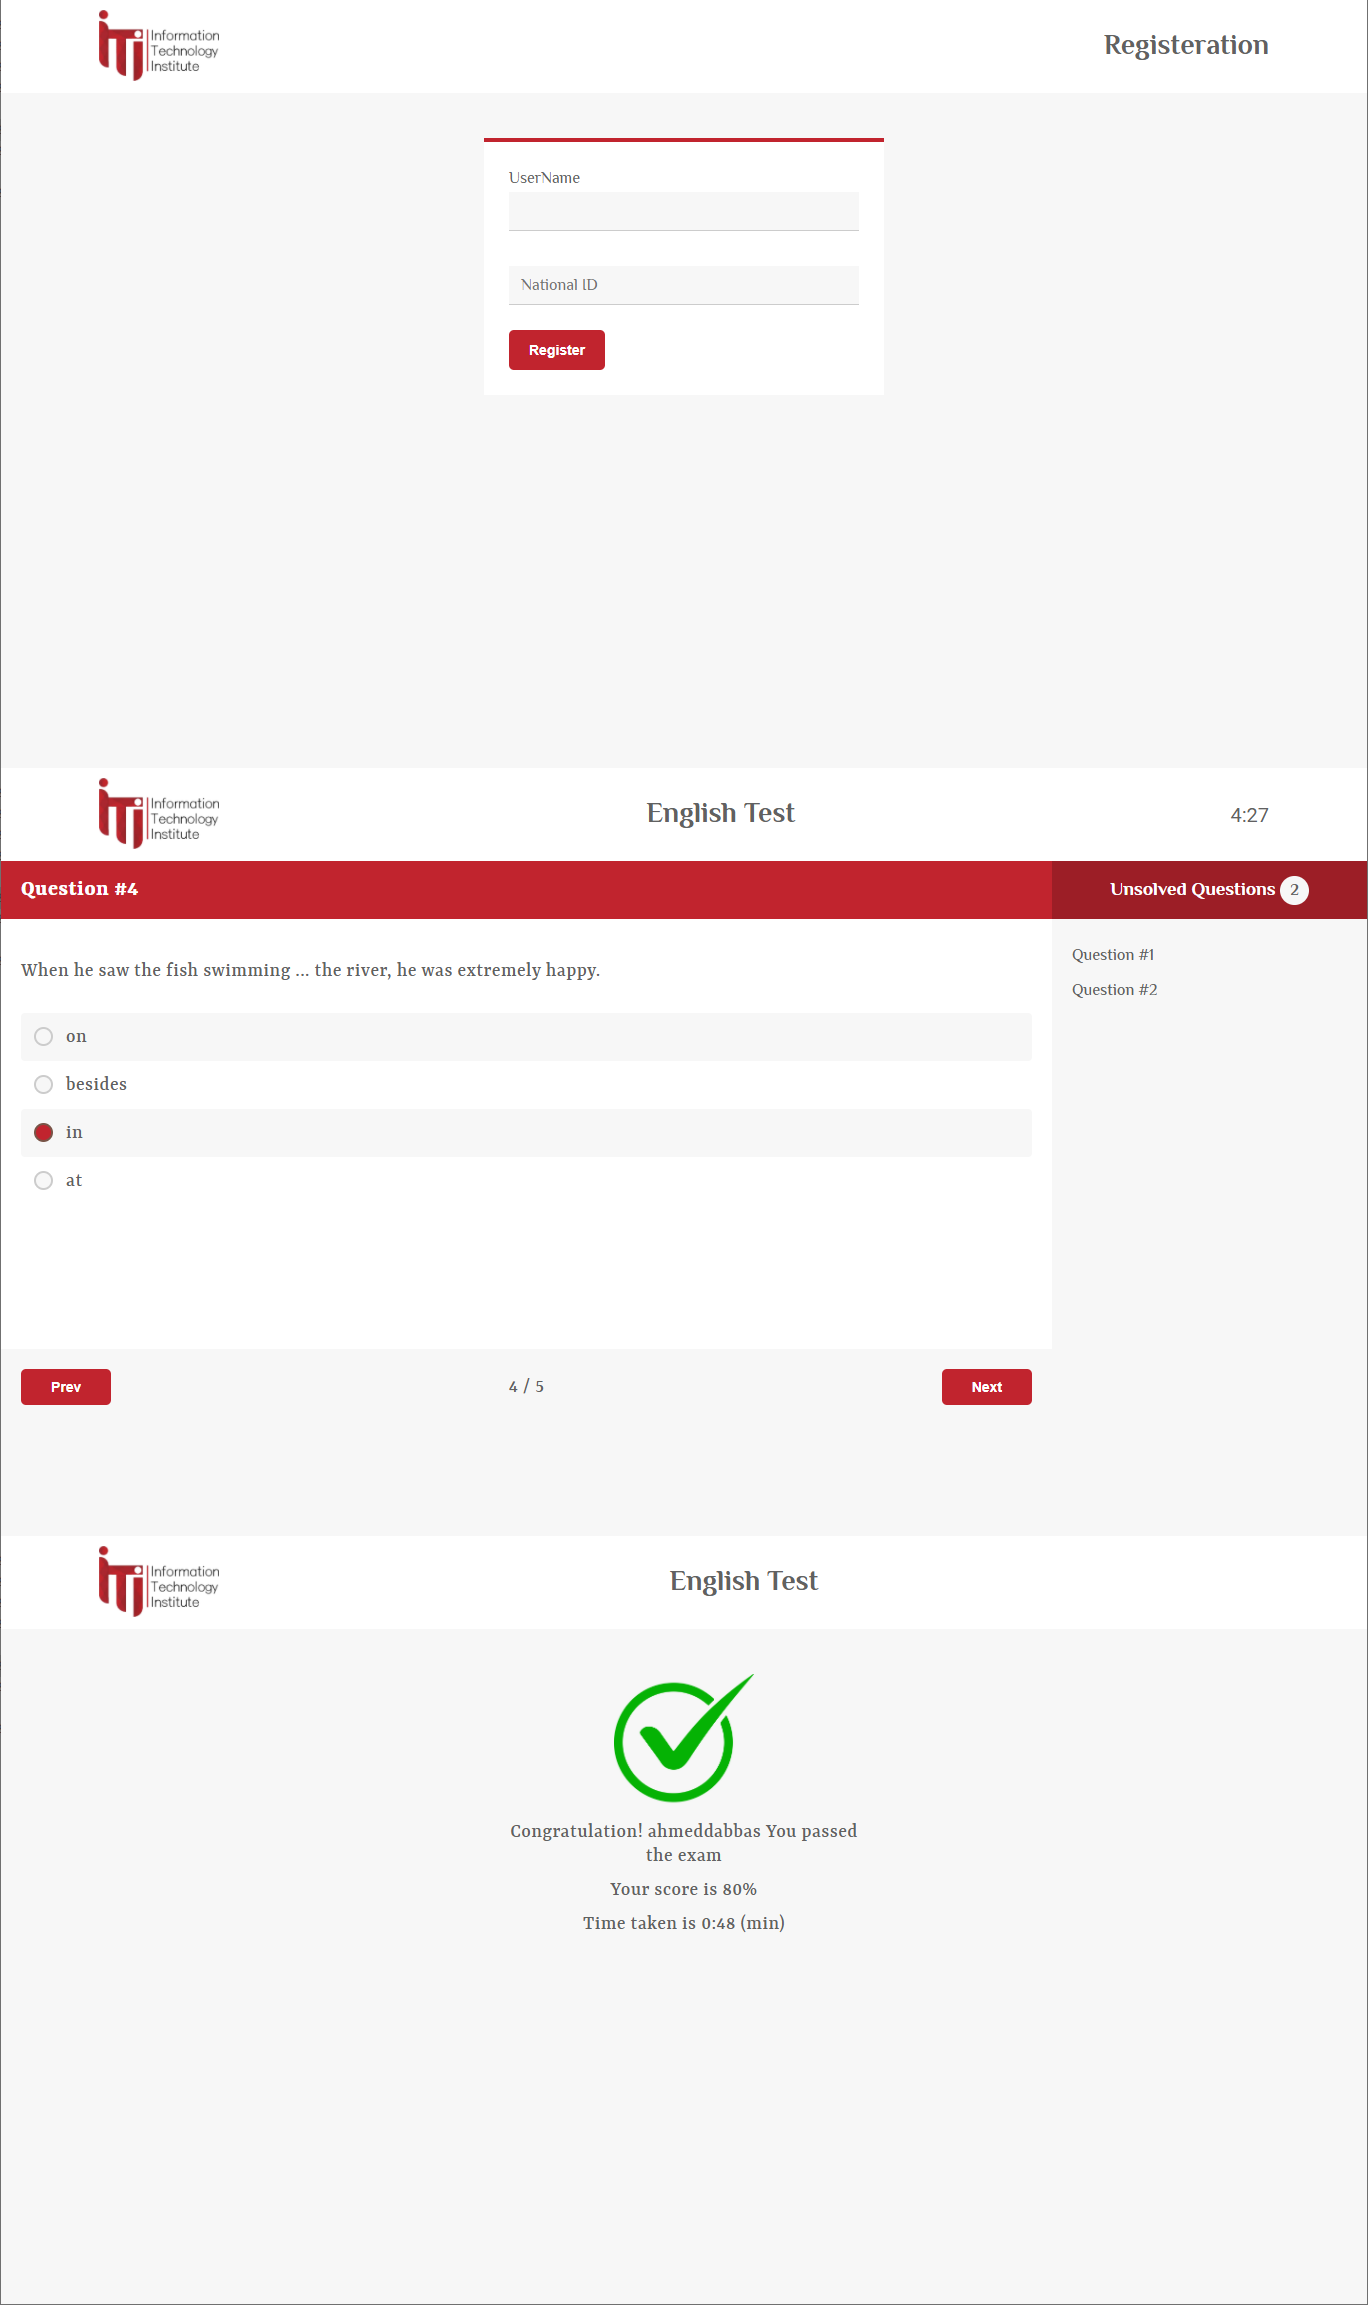 Information
Technology
Institute
Registeration
UserName
National ID
Register
Information
Technology
Institute
English Test
4:27
Question #4
Unsolved Questions 2
When he saw the fish swimming ... the river, he was extremely happy.
on
besides
in
at
Question #1
Question #2
Prev
4 / 5
Next
Information
Technology
Institute
English Test
Congratulation! ahmeddabbas You passed
the exam
Your score is 80%
Time taken is 0:48 (min)